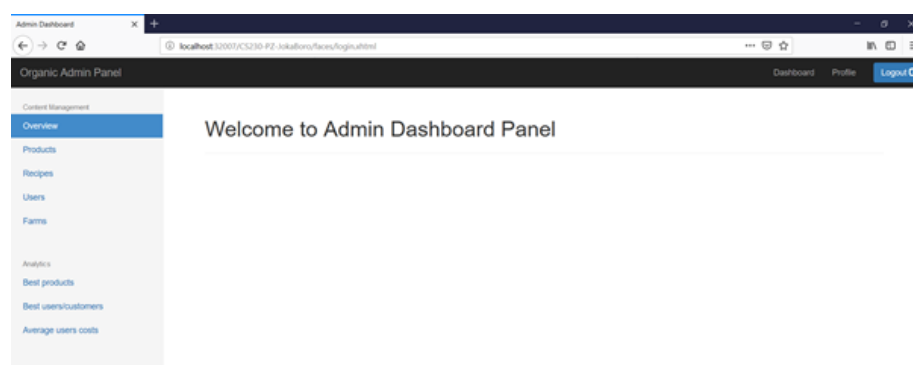 Admin Dashboard
localhost:32007/CS230-PZ-JokaBoro/faces/login.xhtml
Organic Admin Panel
Dashboard Profile Logout
Content Management
Overview
Products
Recipes
Users
Farms
Analytics
Best products
Best users/customers
Average users costs
Welcome to Admin Dashboard Panel